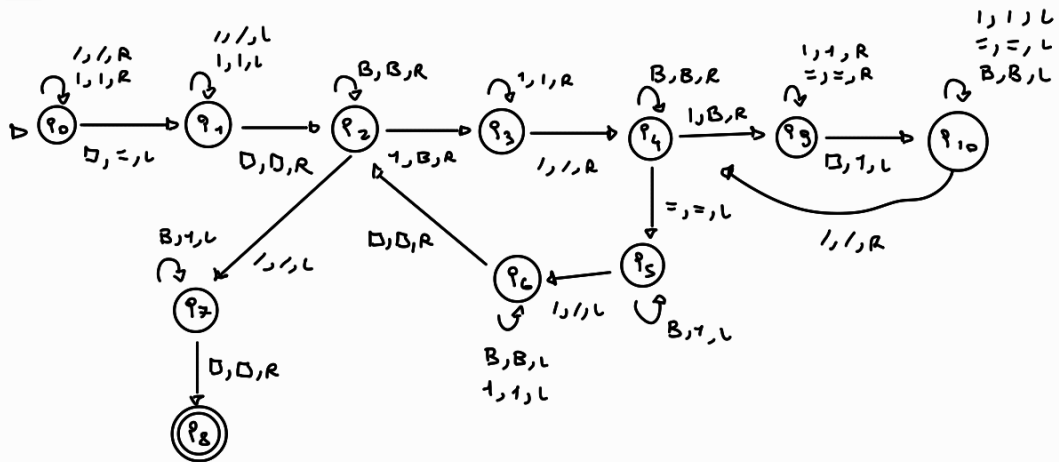 /,/,R
1,1,R
/,/,L
1,1,L
B,B,R
1,1,R
B,B,R
1,1,R
=,=,R
1,1,L
=,=,L
B,B,L
q0
q1
q2
q3
q4
q9
q10
□,=,L
□,□,R
1,B,R
/,/,R
1,B,R
□,1,L
/,/,R
=,=,L
□,□,R
B,1,L
/,/,L
q7
q6
/,/,L
q5
B,1,L
B,B,L
1,1,L
□,□,R
q8